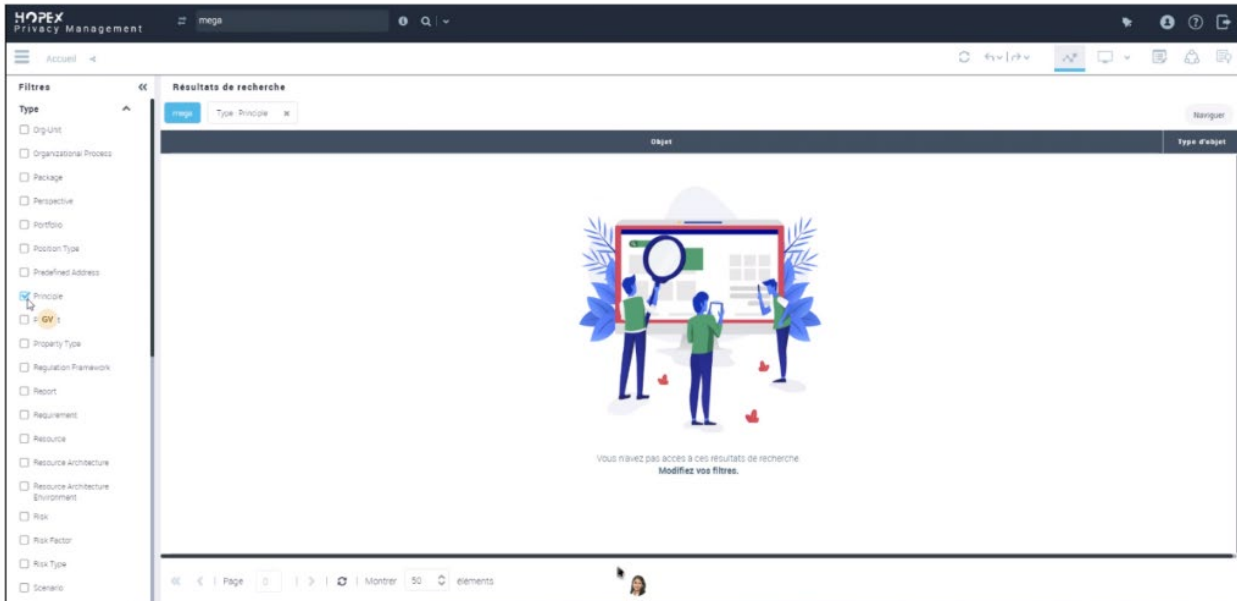 HOPEX
Privacy Management
mega
Accueil
Filtres
Résultats de recherche
Type
mega
Type : Principle
Naviguer
Objet
Type d'objet
Org-Unit
Organizational Process
Package
Perspective
Portfolio
Position Type
Predefined Address
Principle
GV
Property Type
Regulation Framework
Report
Requirement
Resource
Resource Architecture
Resource Architecture
Environment
Risk
Risk Factor
Risk Type
Scenario
Vous n'avez pas accès à ces résultats de recherche.
Modifiez vos filtres.
Page 0 Montrer 50 éléments